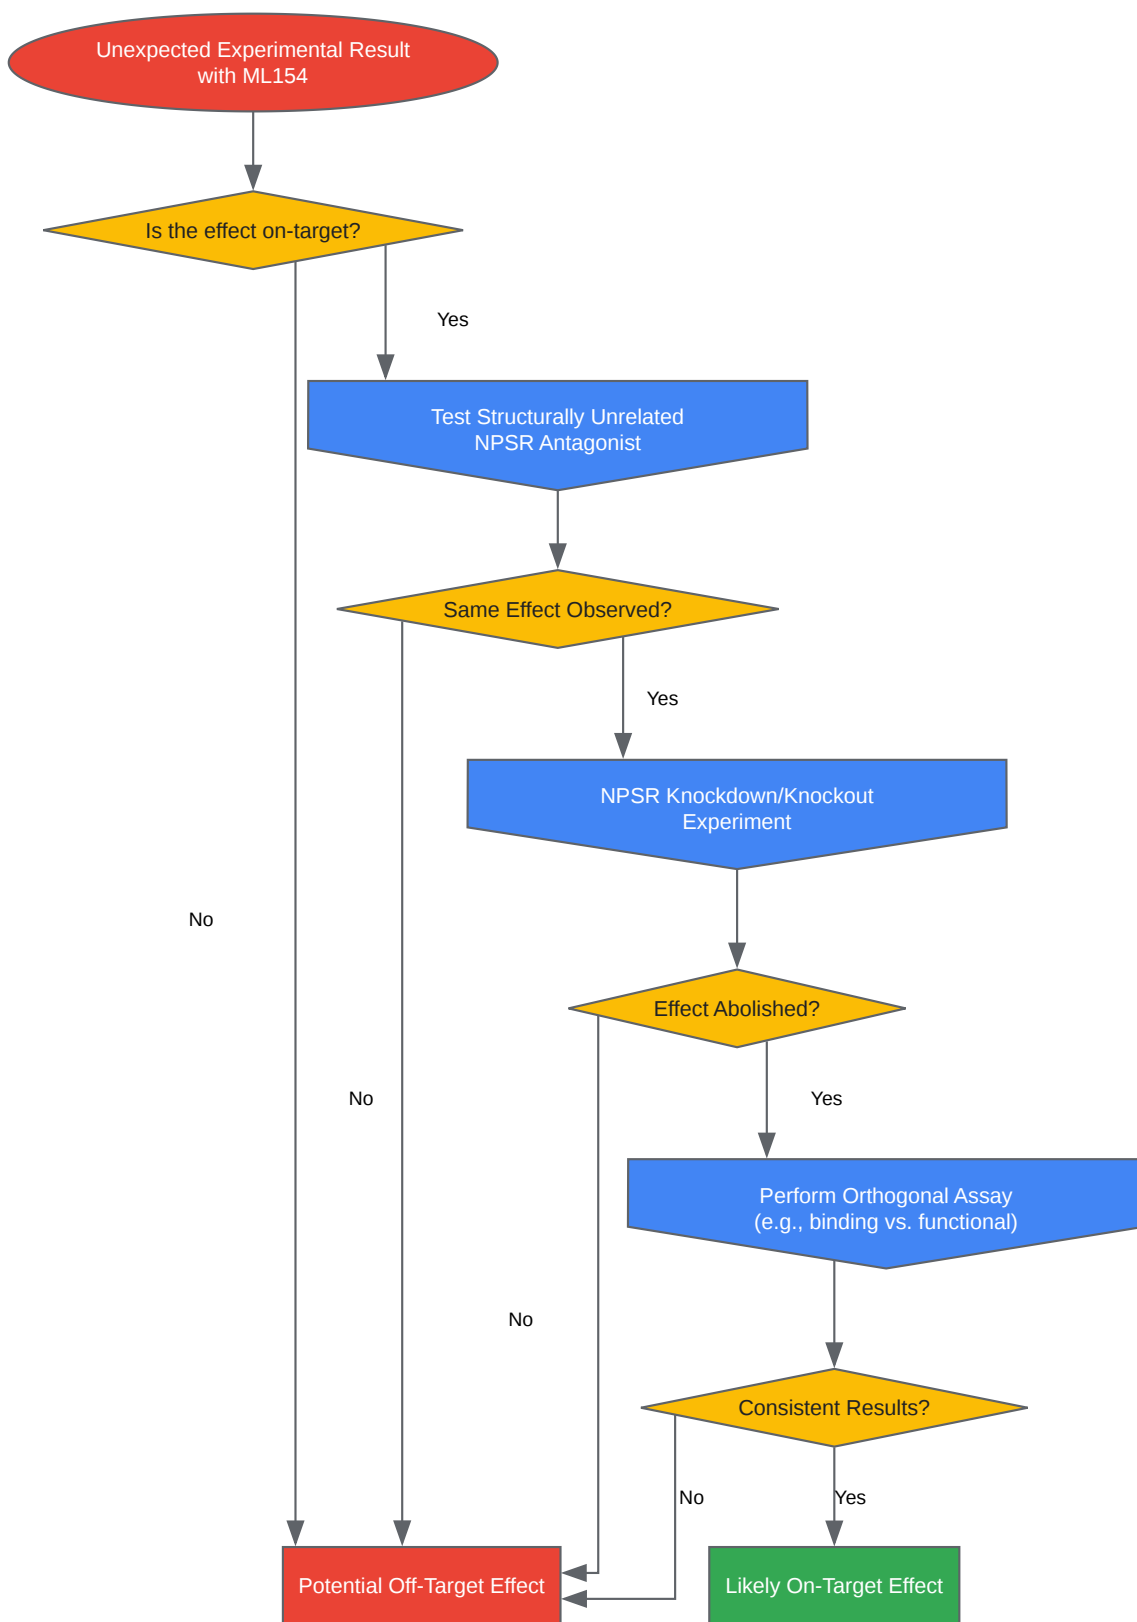 Unexpected Experimental Result
with ML154
Is the effect on-target?
Yes
Test Structurally Unrelated
NPSR Antagonist
Same Effect Observed?
Yes
NPSR Knockdown/Knockout
Experiment
No
Effect Abolished?
No
Yes
Perform Orthogonal Assay
(e.g., binding vs. functional)
No
Consistent Results?
No
Yes
Potential Off-Target Effect
Likely On-Target Effect